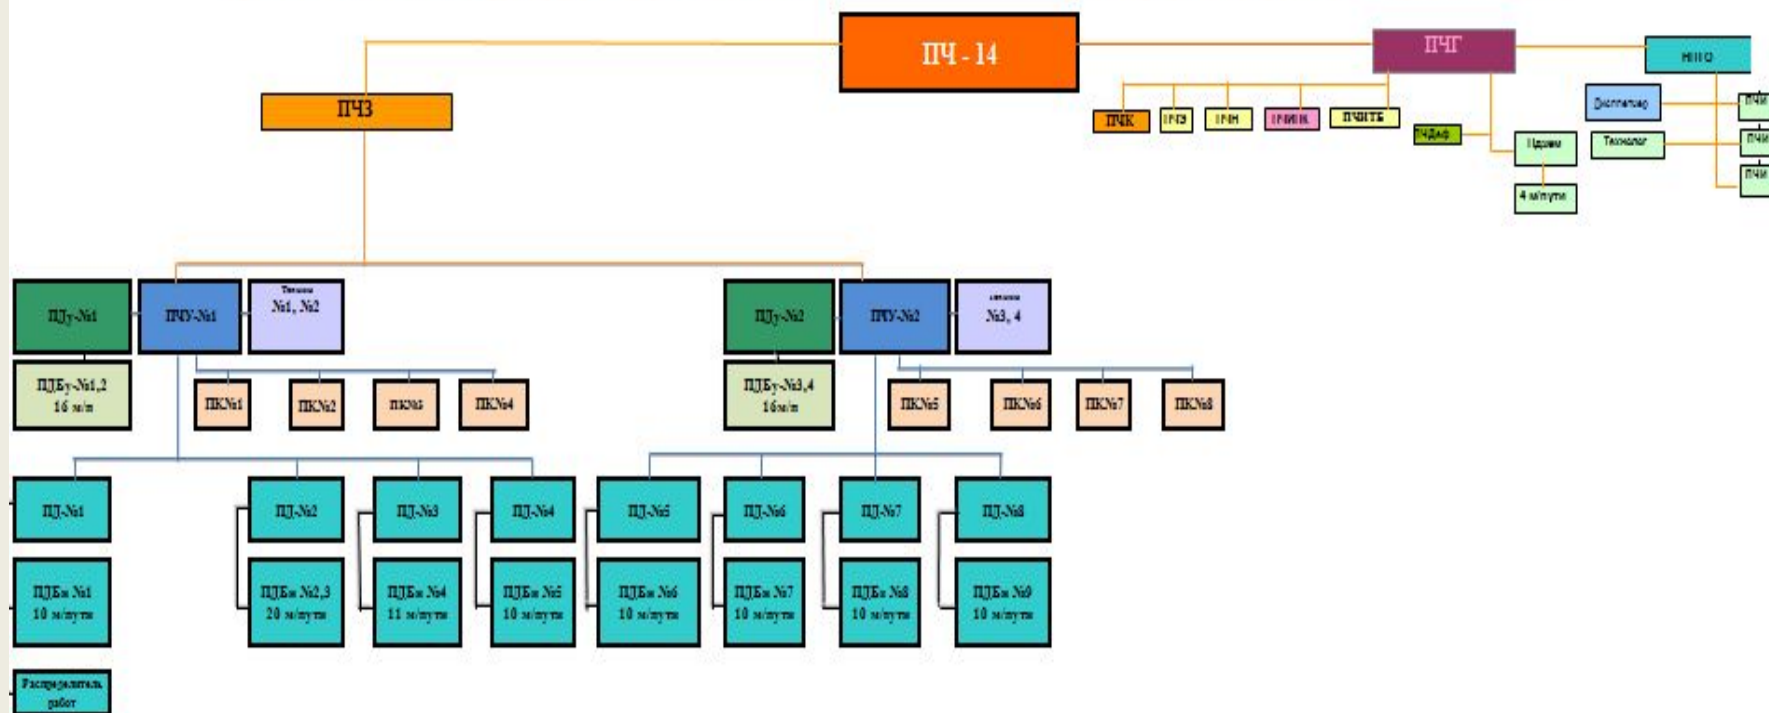 ПЧ - 14
ПЧГ
ПЧЗ
ПЧК
ПЧИТБ
Диспетчер
Технолог
4 м/пути
ПЧИ
ПЧИ
ПЧИ
ПДу-№1
ПЧУ-№1
№1, №2
ПДу-№2
ПЧУ-№2
№3, 4
ПДБу-№1,2
16 м/п
ПК№1
ПК№2
ПК№3
ПК№4
ПДБу-№3,4
16м/п
ПК№5
ПК№6
ПК№7
ПК№8
ПД-№1
ПД-№2
ПД-№3
ПД-№4
ПД-№5
ПД-№6
ПД-№7
ПД-№8
ПДБн №1
10 м/пути
ПДБн №2,3
20 м/пути
ПДБн №4
11 м/пути
ПДБн №5
10 м/пути
ПДБн №6
10 м/пути
ПДБн №7
10 м/пути
ПДБн №8
10 м/пути
ПДБн №9
10 м/пути
Распределитель
работ